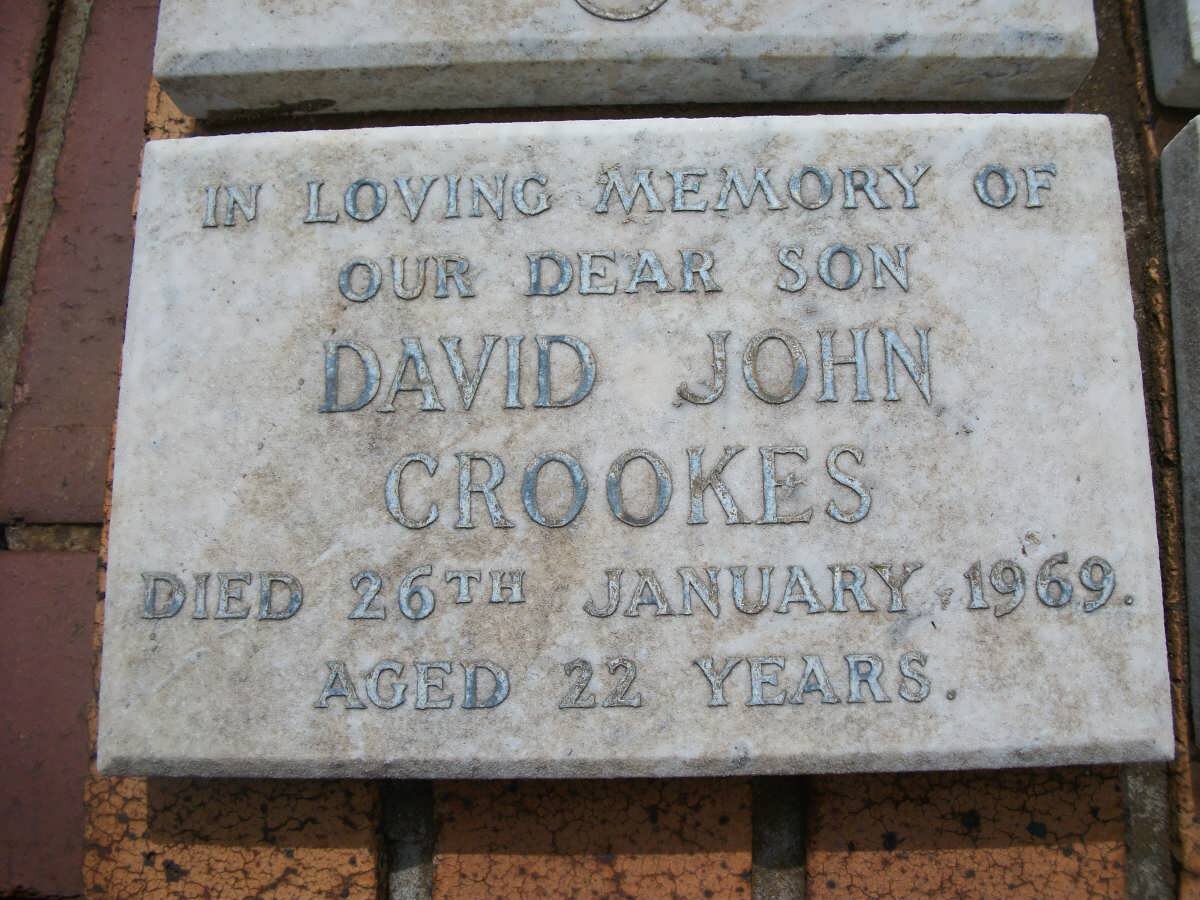 IN LOVING MEMORY OF
OUR DEAR SON
DAVID JOHN
CROOKES
DIED 26TH JANUARY 1969.
AGED 22 YEARS.